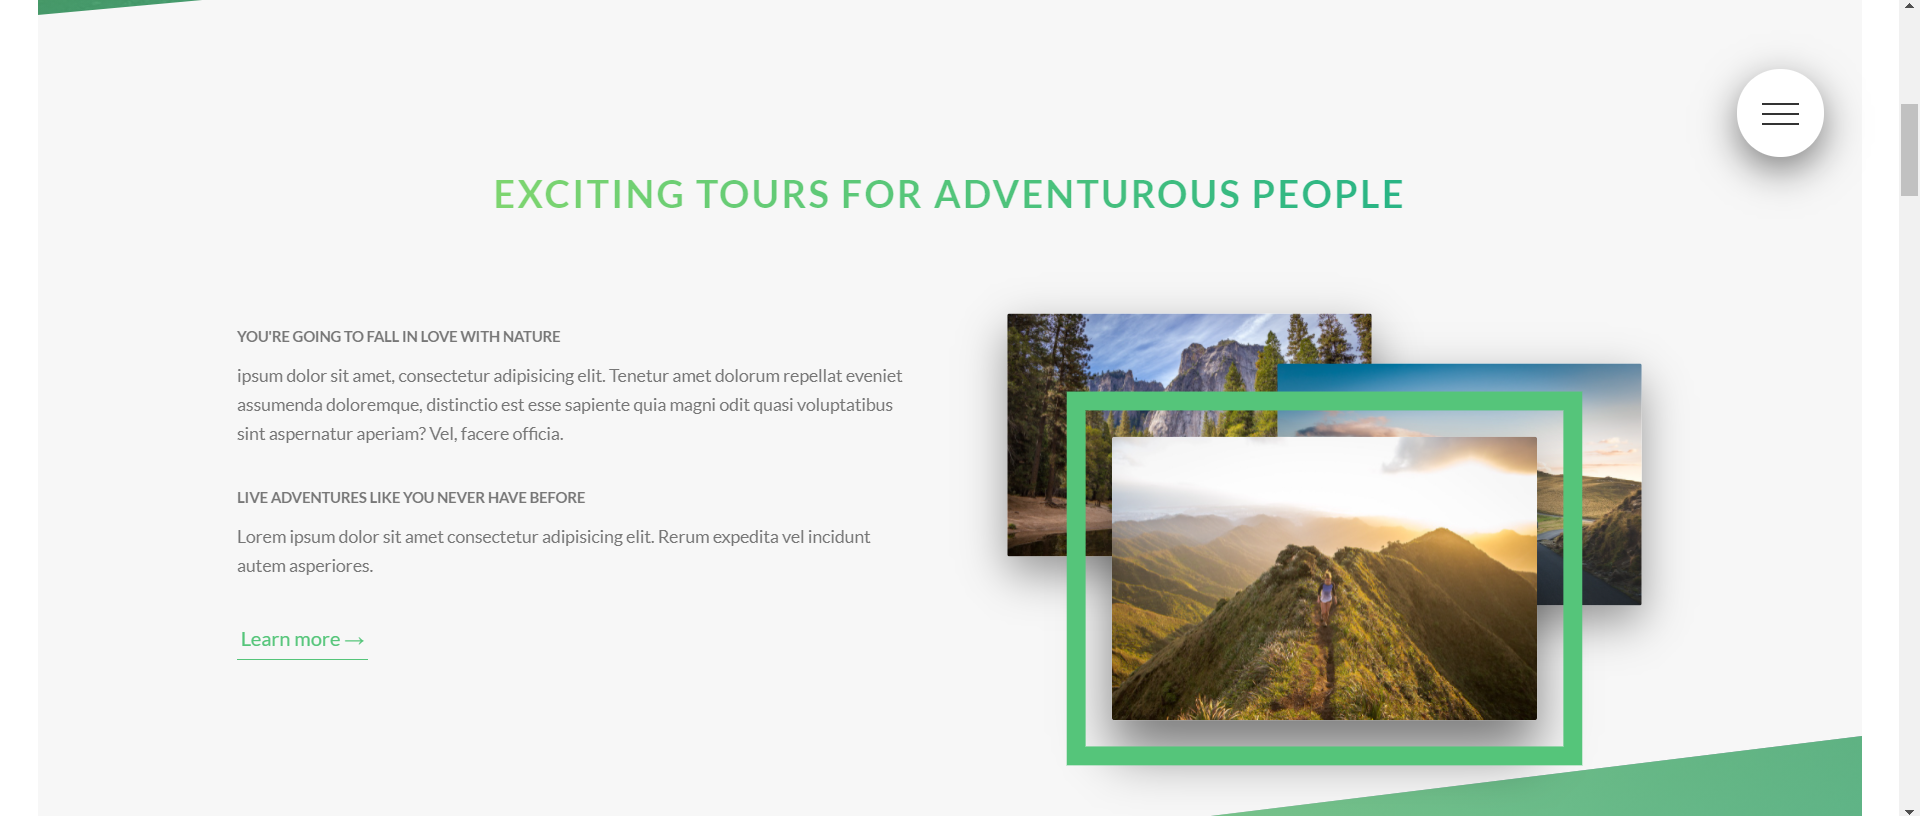 EXCITING TOURS FOR ADVENTUROUS PEOPLE
YOU'RE GOING TO FALL IN LOVE WITH NATURE
ipsum dolor sit amet, consectetur adipisicing elit. Tenetur amet dolorum repellat eveniet
assumenda doloremque, distinctio est esse sapiente quia magni odit quasi voluptatibus
sint aspernatur aperiam? Vel, facere officia.
LIVE ADVENTURES LIKE YOU NEVER HAVE BEFORE
Lorem ipsum dolor sit amet consectetur adipisicing elit. Rerum expedita vel incidunt
autem asperiores.
Learn more →